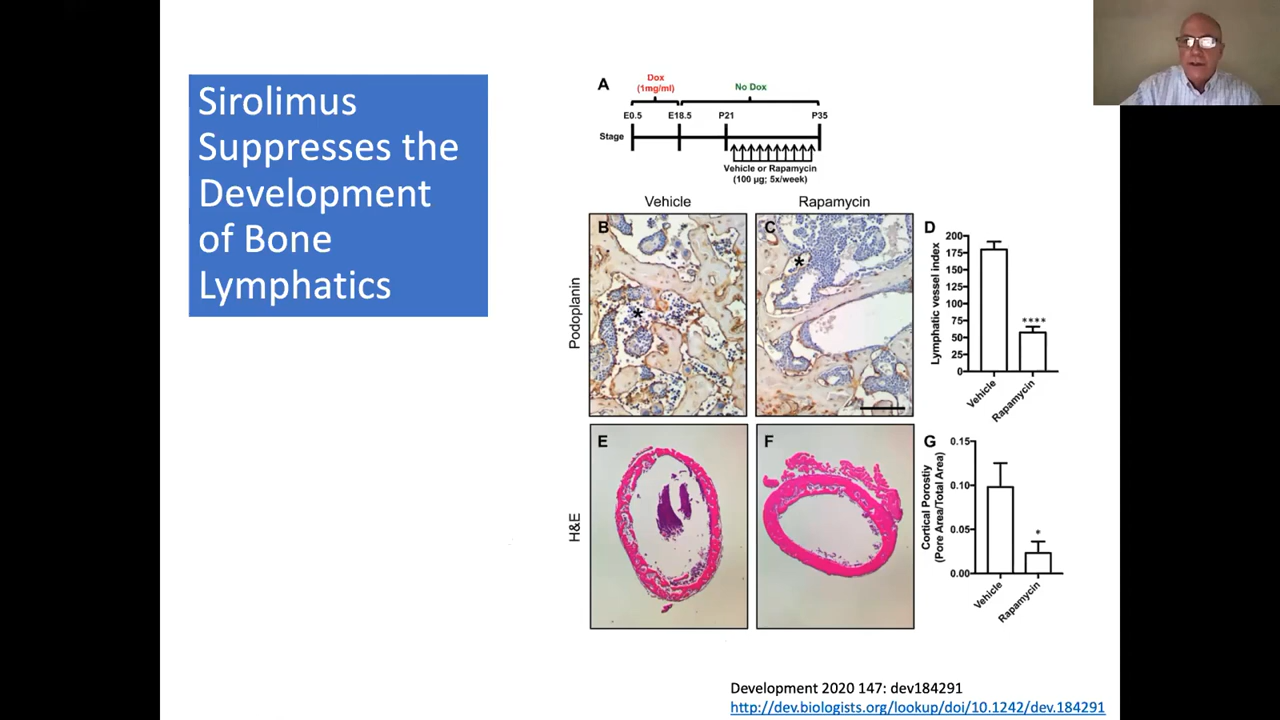 Sirolimus
Suppresses the
Development
of Bone
Lymphatics
A
Dox
(1mg/ml)
No Dox
E0.5
E18.5
P21
P35
Stage
Vehicle or Rapamycin
(100 µg; 5x/week)
Vehicle
Rapamycin
Podoplanin
B
*
C
*
D
Lymphatic vessel index
200
175
150
125
100
75
50
25
0
****
Vehicle
Rapamycin
H&E
E
F
G
Cortical Porostiy
(Pore Area/Total Area)
0.15
0.10
0.05
0.00
*
Vehicle
Rapamycin
Development 2020 147: dev184291
http://dev.biologists.org/lookup/doi/10.1242/dev.184291